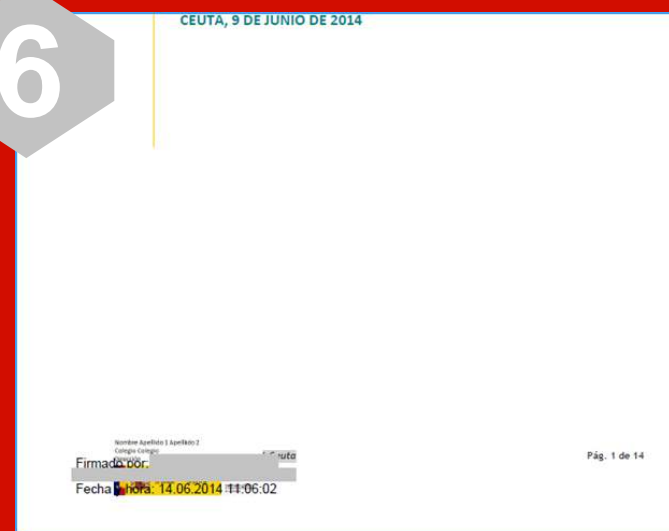 6
CEUTA, 9 DE JUNIO DE 2014
Nombre Apellido 1 Apellido 2
Colegio Colegio
Ceuta
Firmado por:
Fecha hora: 14.06.2014 11:06:02
Pág. 1 de 14